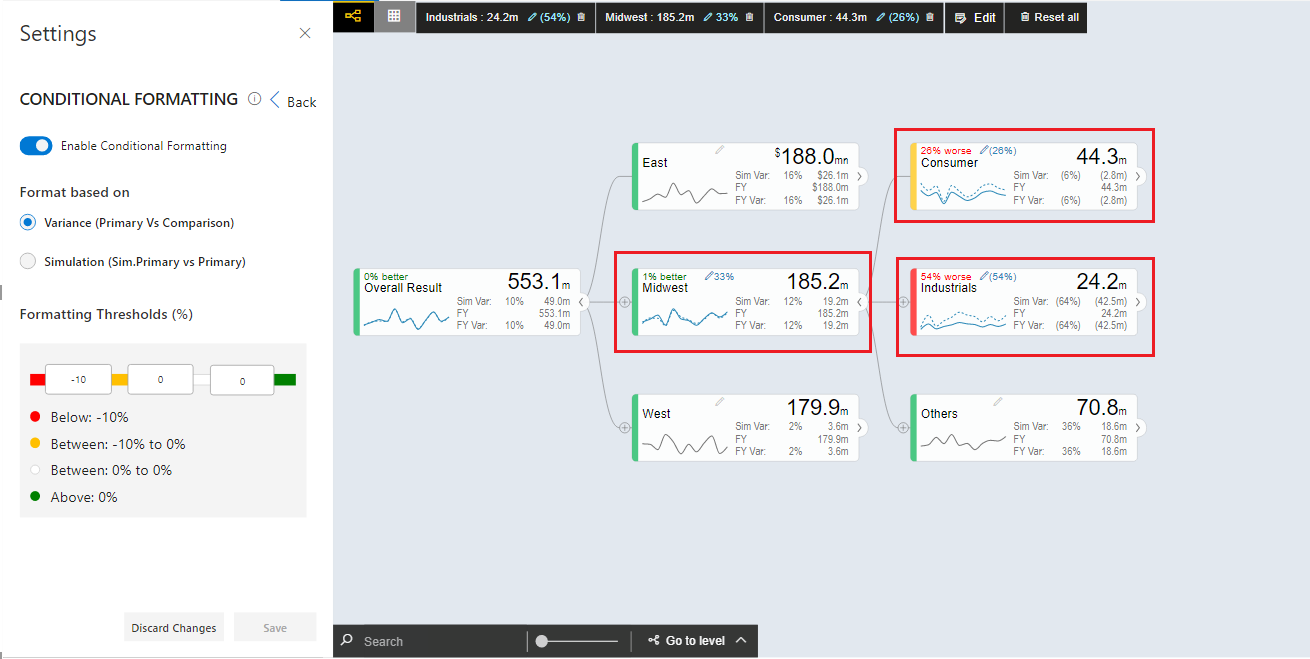 Settings
CONDITIONAL FORMATTING
Back
Enable Conditional Formatting
Format based on
Variance (Primary Vs Comparison)
Simulation (Sim.Primary vs Primary)
Formatting Thresholds (%)
-10 0 0
Below: -10%
Between: -10% to 0%
Between: 0% to 0%
Above: 0%
Discard Changes Save
Industrials : 24.2m (54%) Midwest : 185.2m 33% Consumer : 44.3m (26%) Edit Reset all
0% better
Overall Result 553.1m
Sim Var: 10% 49.0m
FY 553.1m
FY Var: 10% 49.0m
East $188.0mn
Sim Var: 16% $26.1m
FY $188.0m
FY Var: 16% $26.1m
1% better 33%
Midwest 185.2m
Sim Var: 12% 19.2m
FY 185.2m
FY Var: 12% 19.2m
West 179.9m
Sim Var: 2% 3.6m
FY 179.9m
FY Var: 2% 3.6m
26% worse (26%)
Consumer 44.3m
Sim Var: (6%) (2.8m)
FY 44.3m
FY Var: (6%) (2.8m)
54% worse (54%)
Industrials 24.2m
Sim Var: (64%) (42.5m)
FY 24.2m
FY Var: (64%) (42.5m)
Others 70.8m
Sim Var: 36% 18.6m
FY 70.8m
FY Var: 36% 18.6m
Search Go to level